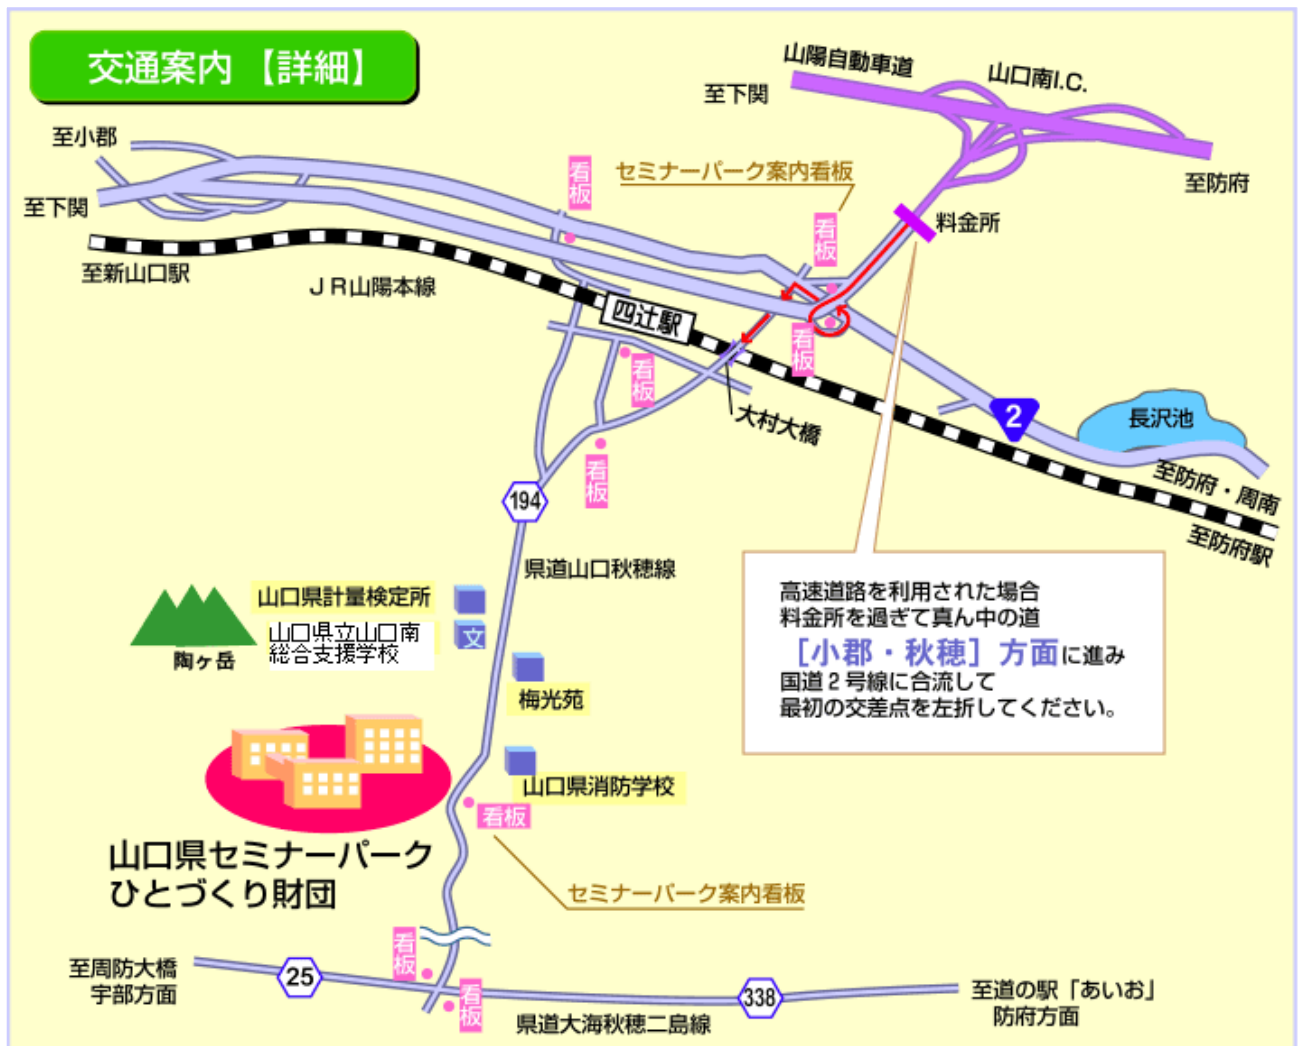 交通案内【詳細】
山陽自動車道
山口南I.C.
至下関
至小郡
セミナーパーク案内看板
看板
至防府
至下関
看板
料金所
至新山口駅
JR山陽本線
四辻駅
看板
看板
大村大橋
2
長沢池
看板
至防府・周南
194
至防府駅
県道山口秋穂線
高速道路を利用された場合
料金所を過ぎて真ん中の道
［小郡・秋穂］方面に進み
国道2号線に合流して
最初の交差点を左折してください。
山口県計量検定所
山口県立山口南
総合支援学校
文
陶ヶ岳
梅光苑
山口県消防学校
看板
山口県セミナーパーク
ひとづくり財団
セミナーパーク案内看板
看板
至周防大橋
宇部方面
25
看板
338
至道の駅「あいお」
防府方面
県道大海秋穂二島線